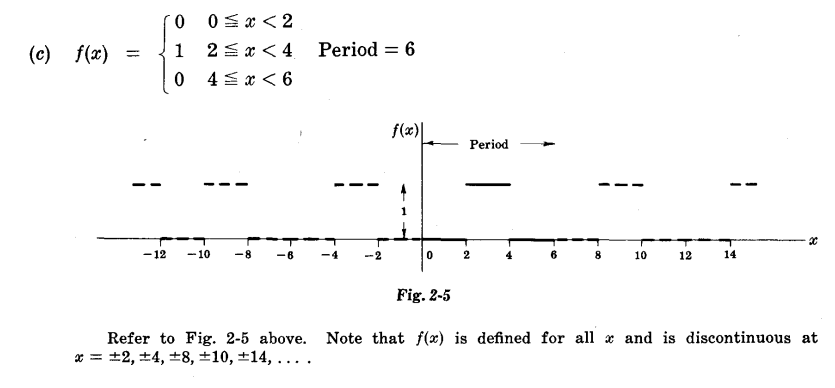 0 0 ≦ x < 2
(c) f(x) = { 1 2 ≦ x < 4 Period = 6
0 4 ≦ x < 6
f(x)
Period
1
-12 -10 -8 -6 -4 -2 0 2 4 6 8 10 12 14 x
Fig. 2-5
Refer to Fig. 2-5 above. Note that f(x) is defined for all x and is discontinuous at
x = ±2, ±4, ±8, ±10, ±14, . . . .